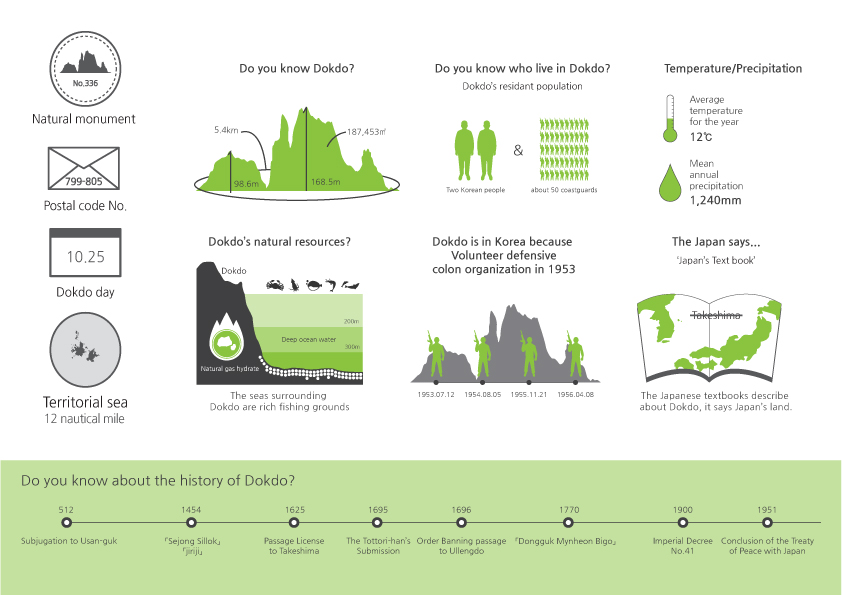 No.336
Natural monument
799-805
Postal code No.
10.25
Dokdo day
Territorial sea
12 nautical mile
Do you know Dokdo?
5.4km
187,453㎡
98.6m
168.5m
Do you know who live in Dokdo?
Dokdo's residant population
&
Two Korean people
about 50 coastguards
Temperature/Precipitation
Average
temperature
for the year
12℃
Mean
annual
precipitation
1,240mm
Dokdo's natural resources?
Dokdo
200m
Deep ocean water
300m
Natural gas hydrate
The seas surrounding
Dokdo are rich fishing grounds
Dokdo is in Korea because
Volunteer defensive
colon organization in 1953
1953.07.12
1954.08.05
1955.11.21
1956.04.08
The Japan says...
'Japan's Text book'
Takeshima
The Japanese textbooks describe
about Dokdo, it says Japan's land.
Do you know about the history of Dokdo?
512
Subjugation to Usan-guk
1454
『Sejong Sillok』
『jiriji』
1625
Passage License
to Takeshima
1695
The Tottori-han's
Submission
1696
Order Banning passage
to Ullengdo
1770
『Dongguk Mynheon Bigo』
1900
Imperial Decree
No.41
1951
Conclusion of the Treaty
of Peace with Japan